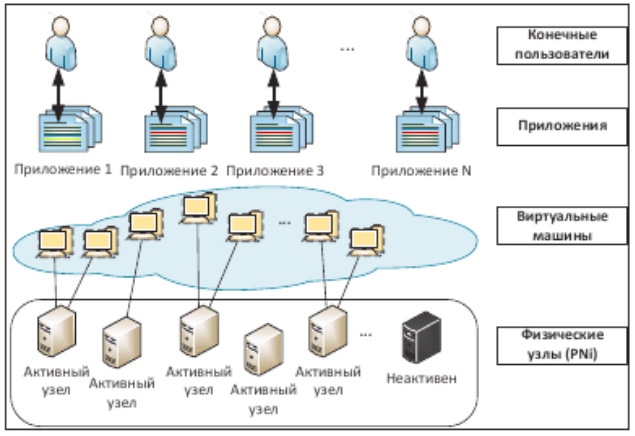 ...
Конечные
пользователи
Приложения
Приложение 1
Приложение 2
Приложение 3
Приложение N
...
Виртуальные
машины
...
Физические
узлы (PNi)
Активный
узел
Активный
узел
Активный
узел
Активный
узел
Активный
узел
Неактивен